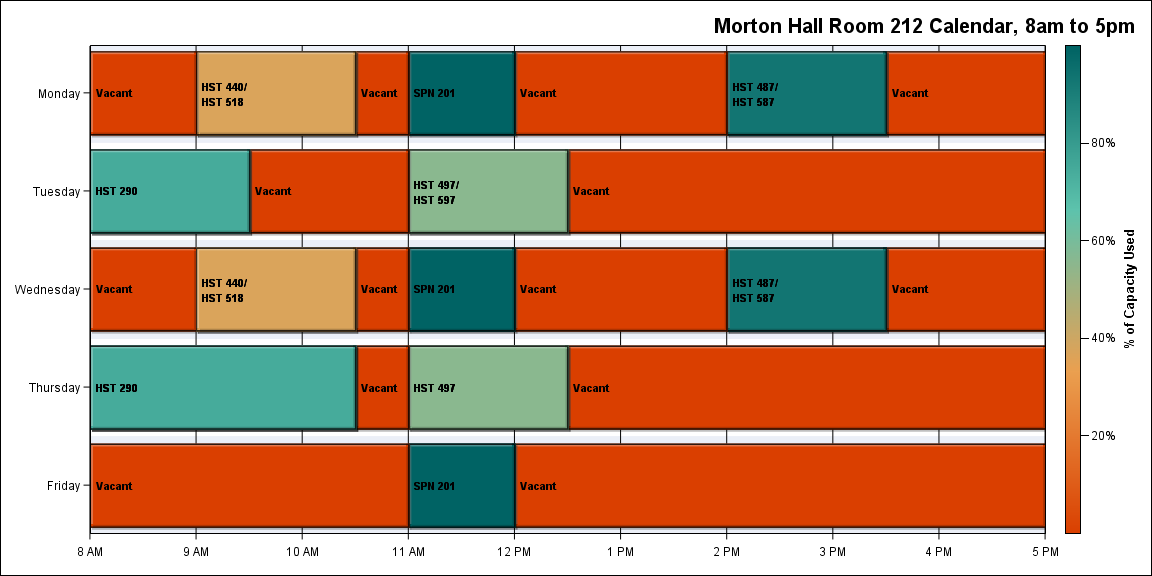 Morton Hall Room 212 Calendar, 8am to 5pm
Monday
Vacant
HST 440/
HST 518
Vacant
SPN 201
Vacant
HST 487/
HST 587
Vacant
Tuesday
HST 290
Vacant
HST 497/
HST 597
Vacant
Wednesday
Vacant
HST 440/
HST 518
Vacant
SPN 201
Vacant
HST 487/
HST 587
Vacant
Thursday
HST 290
Vacant
HST 497
Vacant
Friday
Vacant
SPN 201
Vacant
8 AM
9 AM
10 AM
11 AM
12 PM
1 PM
2 PM
3 PM
4 PM
5 PM
80%
60%
40%
20%
% of Capacity Used